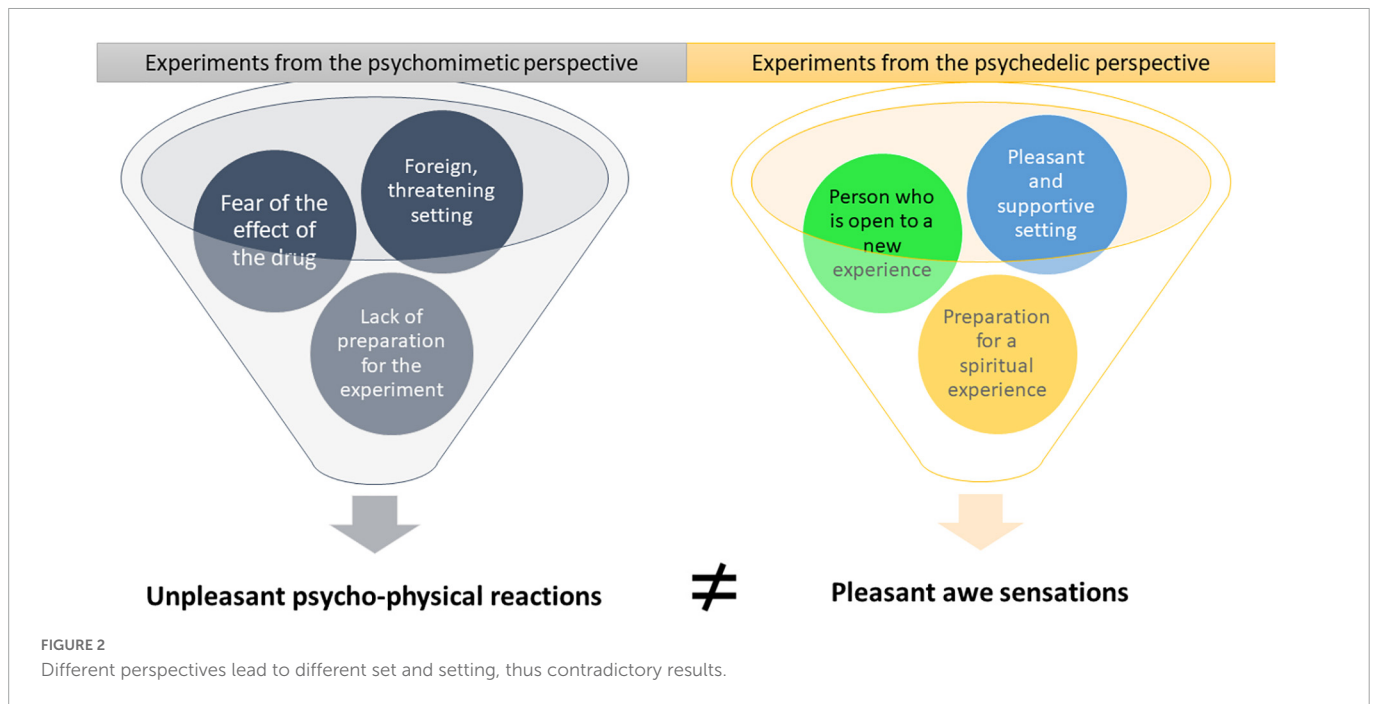 Experiments from the psychomimetic perspective
Experiments from the psychedelic perspective
Fear of the
effect of
the drug
Foreign,
threatening
setting
Lack of
preparation
for the
experiment
Person who
is open to a
new
experience
Pleasant
and
supportive
setting
Preparation
for a
spiritual
experience
Unpleasant psycho-physical reactions
≠
Pleasant awe sensations
FIGURE 2
Different perspectives lead to different set and setting, thus contradictory results.